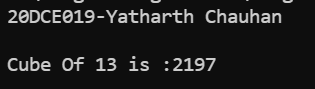 20DCE019-Yatharth Chauhan
Cube Of 13 is :2197